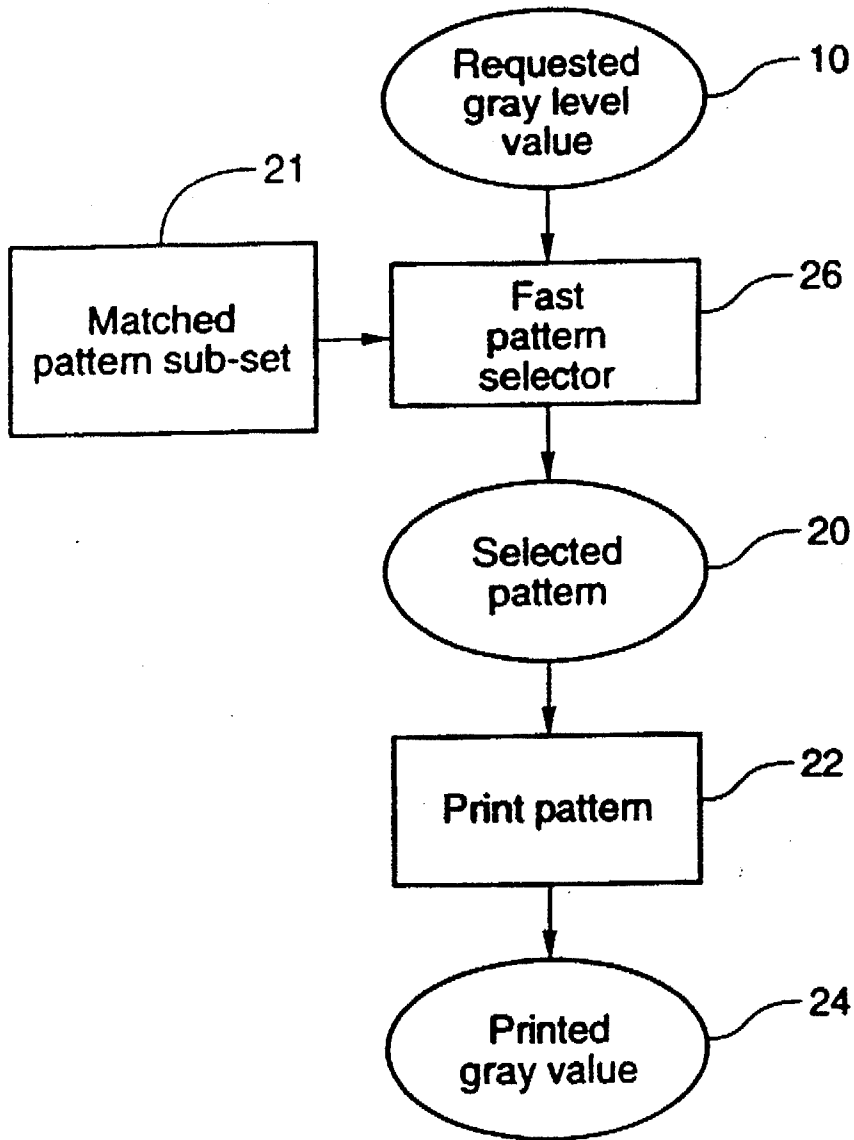 Requested
gray level
value
10
21
Matched
pattern sub-set
Fast
pattern
selector
26
Selected
pattern
20
Print pattern
22
Printed
gray value
24